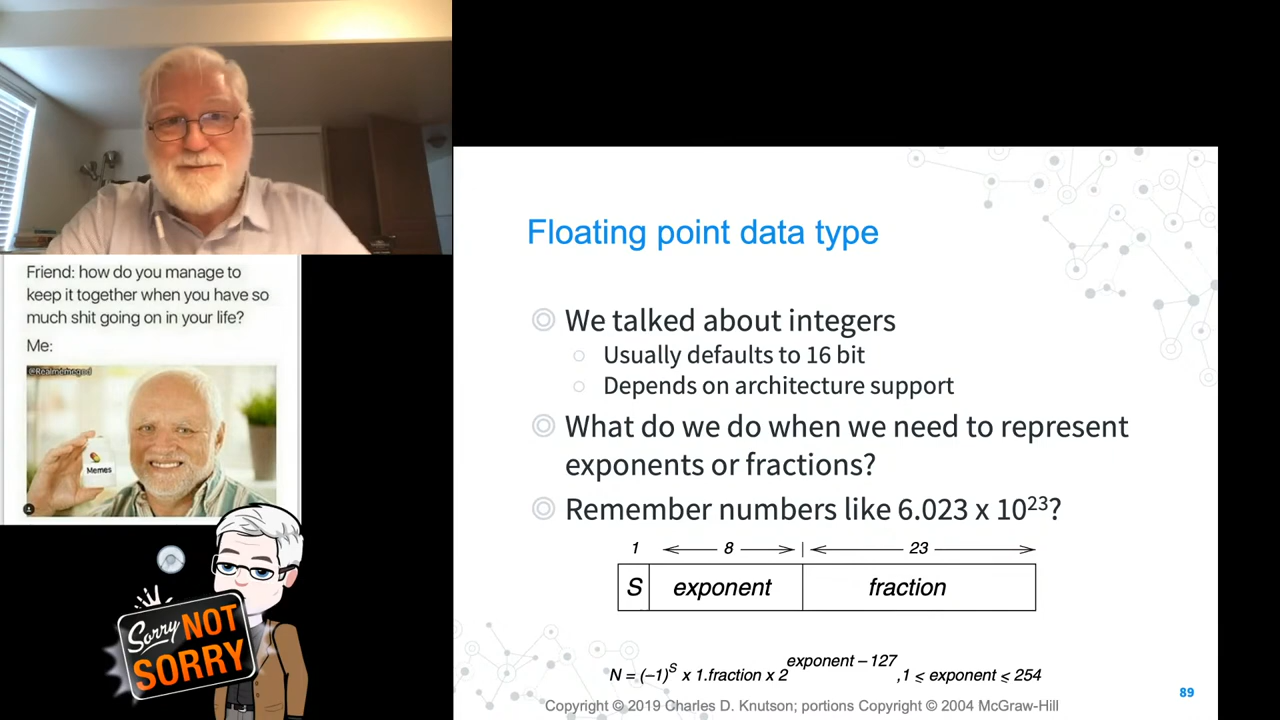 Friend: how do you manage to
keep it together when you have so
much shit going on in your life?
Me:
Memes
Sorry NOT
SORRY
Floating point data type
We talked about integers
Usually defaults to 16 bit
Depends on architecture support
What do we do when we need to represent
exponents or fractions?
Remember numbers like 6.023 x 10²³?
1 8 23
S exponent fraction
N = (–1)ˢ x 1.fraction x 2^exponent – 127 , 1 ≤ exponent ≤ 254
Copyright © 2019 Charles D. Knutson; portions Copyright © 2004 McGraw-Hill
89